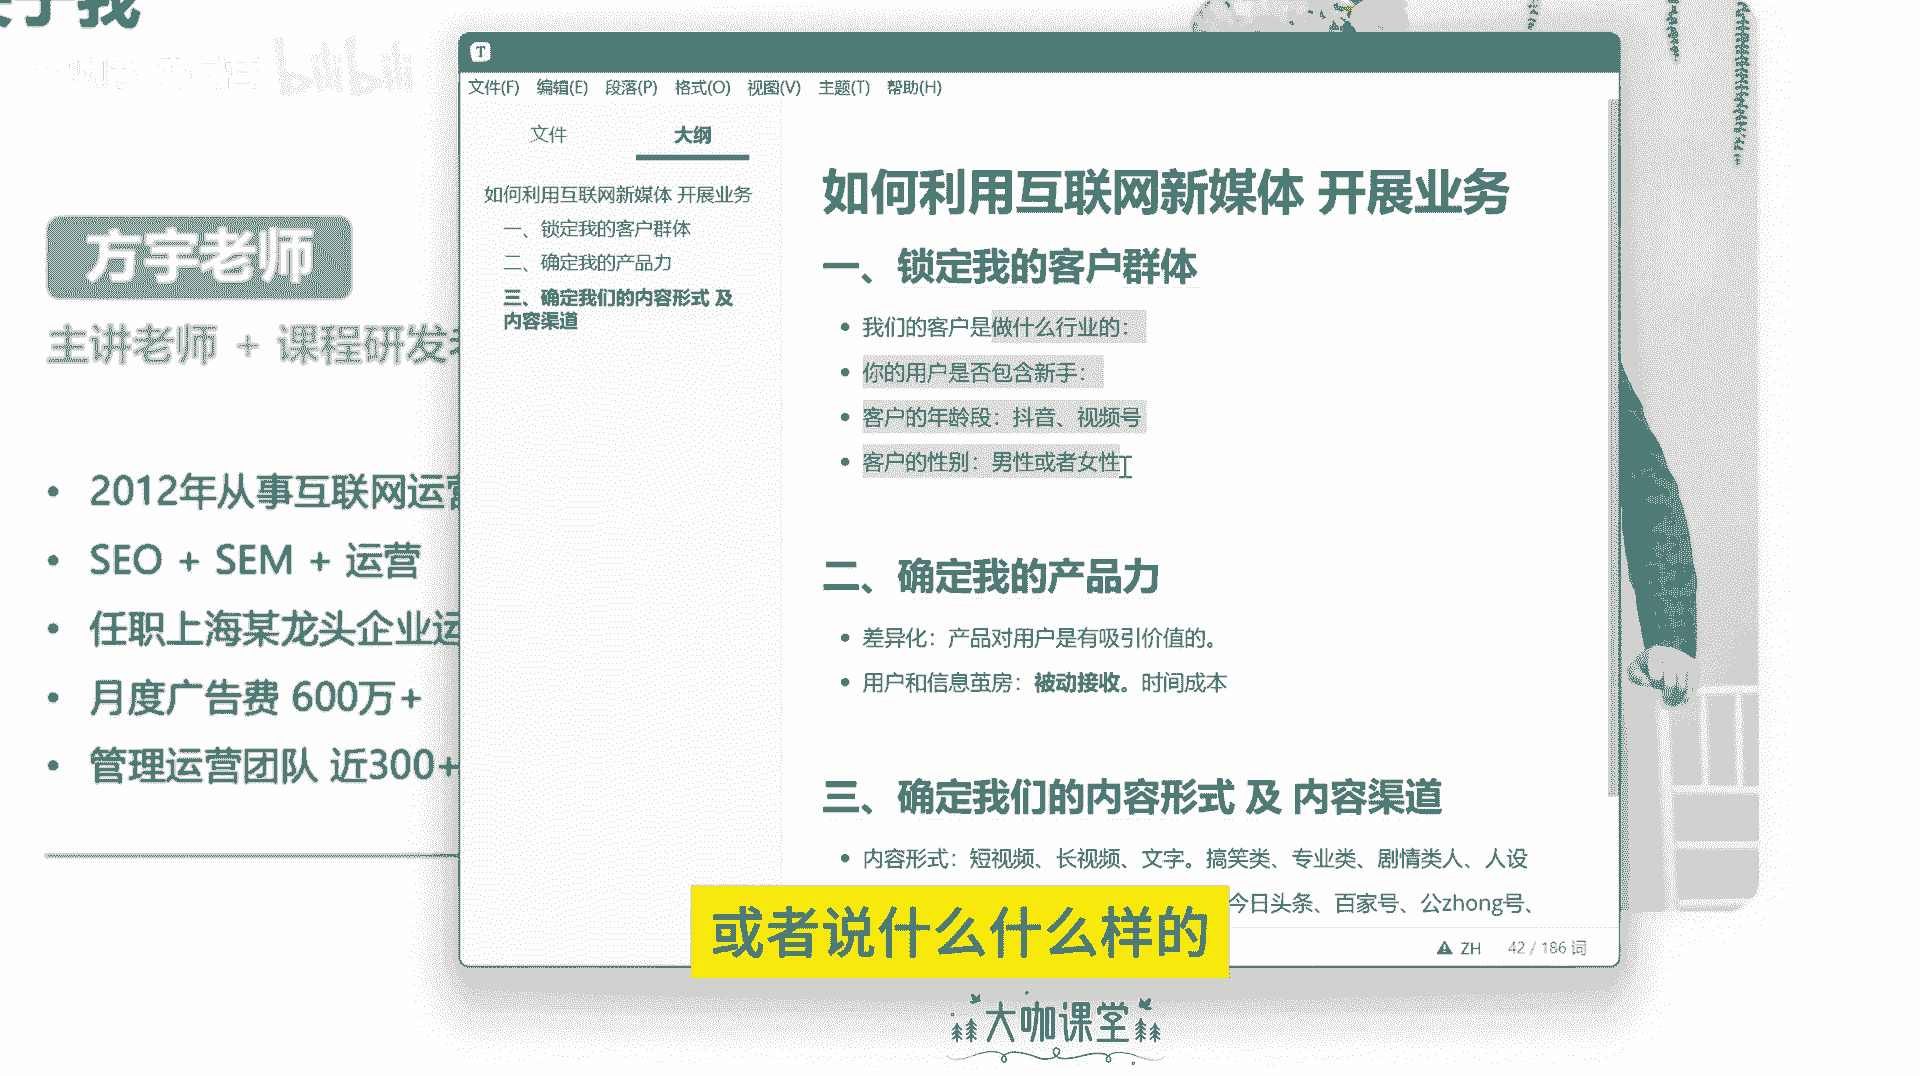 于我
bilibili
方宇老师
主讲老师 + 课程研发
• 2012年从事互联网运营
• SEO + SEM + 运营
• 任职上海某龙头企业运
• 月度广告费 600万+
• 管理运营团队 近300+
T
文件(F) 编辑(E) 段落(P) 格式(O) 视图(V) 主题(T) 帮助(H)
文件 大纲
如何利用互联网新媒体 开展业务
一、锁定我的客户群体
二、确定我的产品力
三、确定我们的内容形式 及
内容渠道
如何利用互联网新媒体 开展业务
一、锁定我的客户群体
• 我们的客户是做什么行业的：
• 你的用户是否包含新手：
• 客户的年龄段：抖音、视频号
• 客户的性别：男性或者女性
二、确定我的产品力
• 差异化：产品对用户是有吸引价值的。
• 用户和信息茧房：被动接收。时间成本
三、确定我们的内容形式 及 内容渠道
• 内容形式：短视频、长视频、文字。搞笑类、专业类、剧情类人、人设
今日头条、百家号、公zhong号、
ZH 42 / 186 词
或者说什么什么样的
大咖课堂